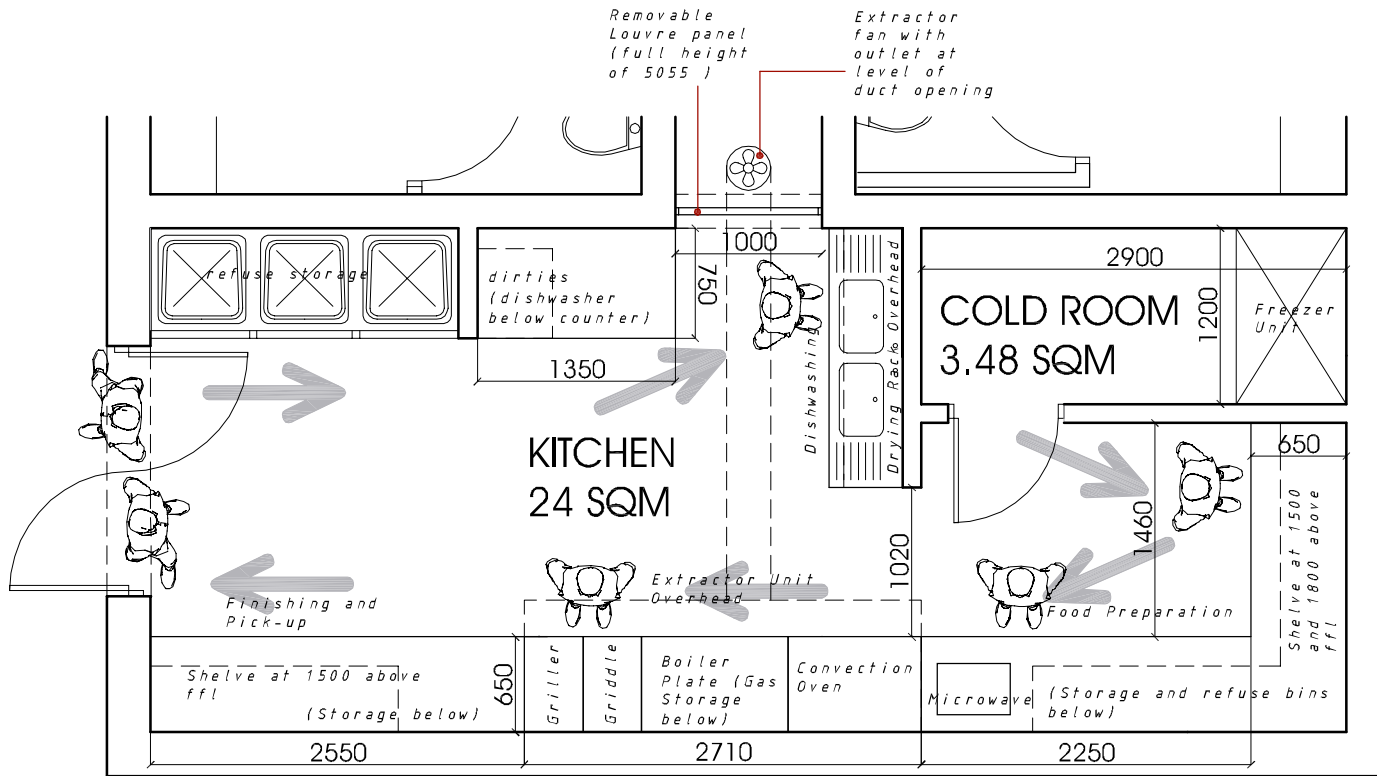 Removable
Louvre panel
(full height
of 5055 )
Extractor
fan with
outlet at
level of
duct opening
refuse storage
dirties
(dishwasher
below counter)
1000
750
1350
Dishwashing
Drying Rack Overhead
2900
COLD ROOM
3.48 SQM
1200
Freezer
Unit
KITCHEN
24 SQM
650
1460
1020
Shelve at 1500
and 1800 above
ffl
Extractor Unit
Overhead
Food Preparation
Finishing and
Pick-up
Shelve at 1500 above
ffl
(Storage below)
650
Griller
Griddle
Boiler
Plate (Gas
Storage
below)
Convection
Oven
Microwave
(Storage and refuse bins
below)
2550
2710
2250